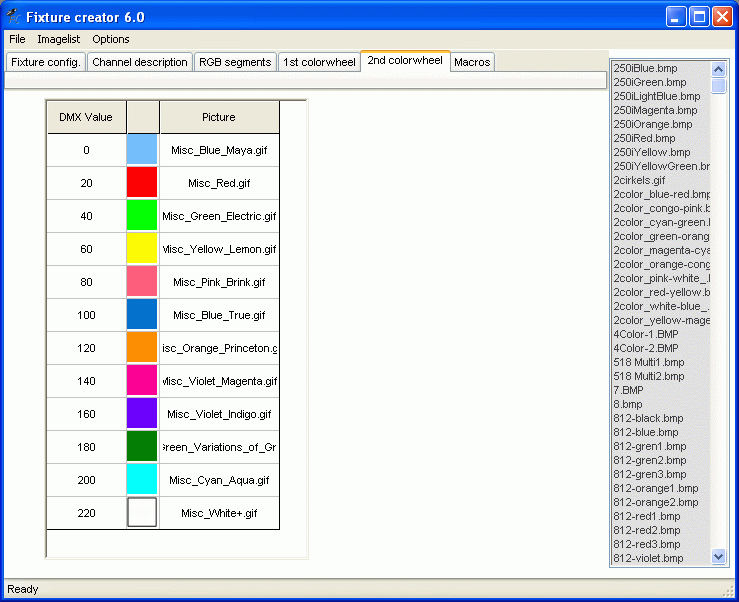 Fixture creator 6.0
File Imagelist Options
Fixture config. Channel description RGB segments 1st colorwheel 2nd colorwheel Macros
DMX Value Picture
0 Misc_Blue_Maya.gif
20 Misc_Red.gif
40 Misc_Green_Electric.gif
60 Misc_Yellow_Lemon.gif
80 Misc_Pink_Brink.gif
100 Misc_Blue_True.gif
120 isc_Orange_Princeton.g
140 Misc_Violet_Magenta.gif
160 Misc_Violet_Indigo.gif
180 Green_Variations_of_Gr
200 Misc_Cyan_Aqua.gif
220 Misc_White+.gif
250iBlue.bmp
250iGreen.bmp
250iLightBlue.bmp
250iMagenta.bmp
250iOrange.bmp
250iRed.bmp
250iYellow.bmp
250iYellowGreen.br
2cirkels.gif
2color_blue-red.bmp
2color_congo-pink.b
2color_cyan-green.
2color_green-orang
2color_magenta-cya
2color_orange-cong
2color_pink-white_.
2color_red-yellow.b
2color_white-blue_.
2color_yellow-mage
4Color-1.BMP
4Color-2.BMP
518 Multi1.bmp
518 Multi2.bmp
7.BMP
8.bmp
812-black.bmp
812-blue.bmp
812-gren1.bmp
812-gren2.bmp
812-gren3.bmp
812-orange1.bmp
812-orange2.bmp
812-red1.bmp
812-red2.bmp
812-red3.bmp
812-violet.bmp
Ready